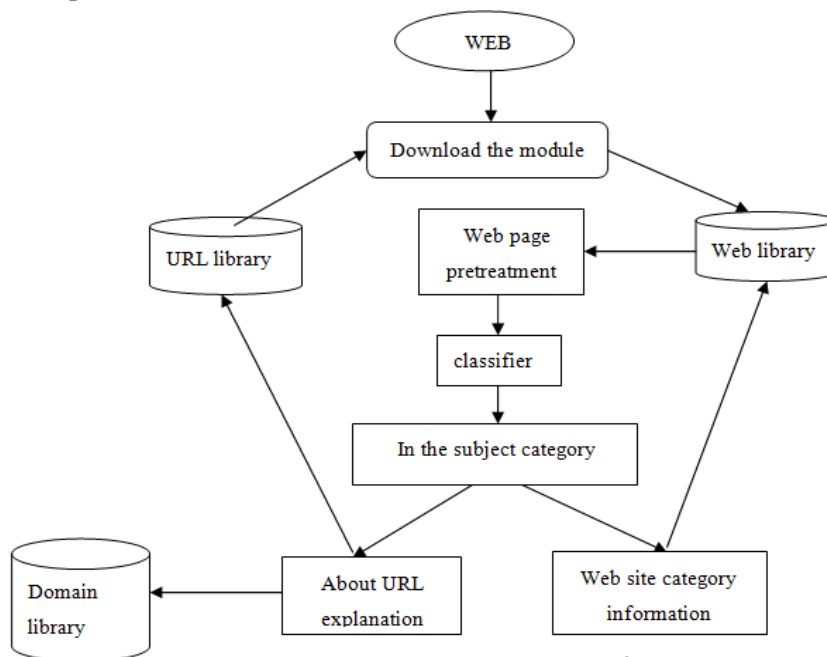 WEB
Download the module
URL library
Web page
pretreatment
Web library
classifier
In the subject category
Domain
library
About URL
explanation
Web site category
information